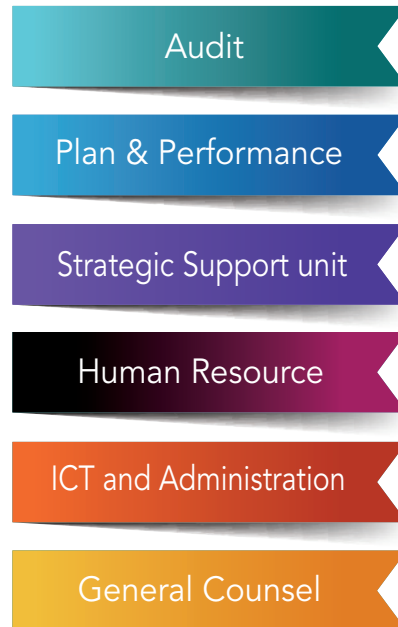 Audit
Plan & Performance
Strategic Support unit
Human Resource
ICT and Administration
General Counsel